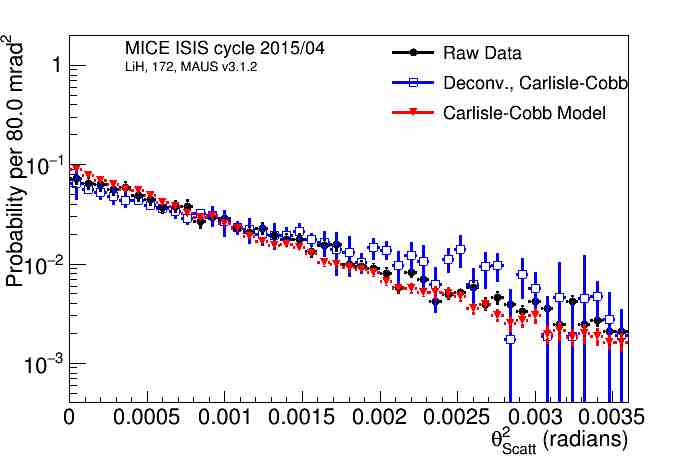 MICE ISIS cycle 2015/04
LiH, 172, MAUS v3.1.2
Raw Data
Deconv., Carlisle-Cobb
Carlisle-Cobb Model
Probability per 80.0 mrad²
1
10⁻¹
10⁻²
10⁻³
0 0.0005 0.001 0.0015 0.002 0.0025 0.003 0.0035
θ²Scatt (radians)